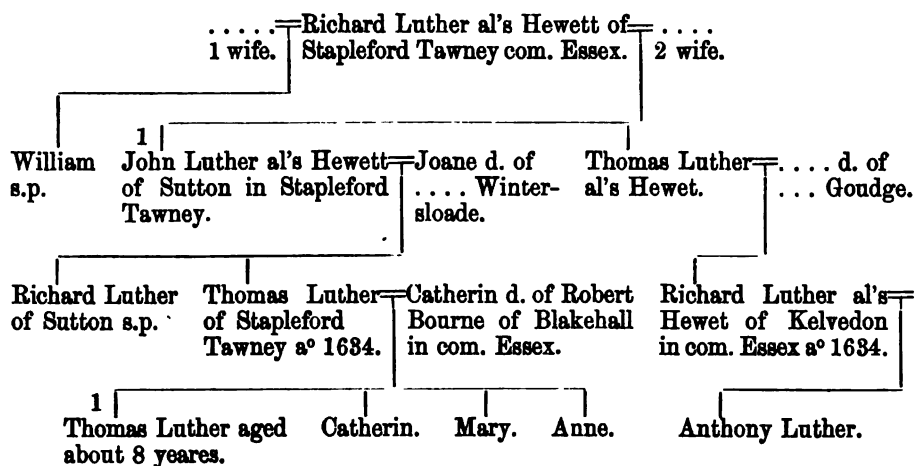 . . . . . Richard Luther al's Hewett of . . . .
1 wife. Stapleford Tawney com. Essex. 2 wife.
1
William John Luther al's Hewett Joane d. of Thomas Luther . . . . d. of
s.p. of Sutton in Stapleford . . . . Winter- al's Hewet. . . . Goudge.
Tawney. sloade.
Richard Luther Thomas Luther Catherin d. of Robert Richard Luther al's
of Sutton s.p. of Stapleford Bourne of Blakehall Hewet of Kelvedon
Tawney aº 1634. in com. Essex. in com. Essex aº 1634.
1
Thomas Luther aged Catherin. Mary. Anne. Anthony Luther.
about 8 yeares.